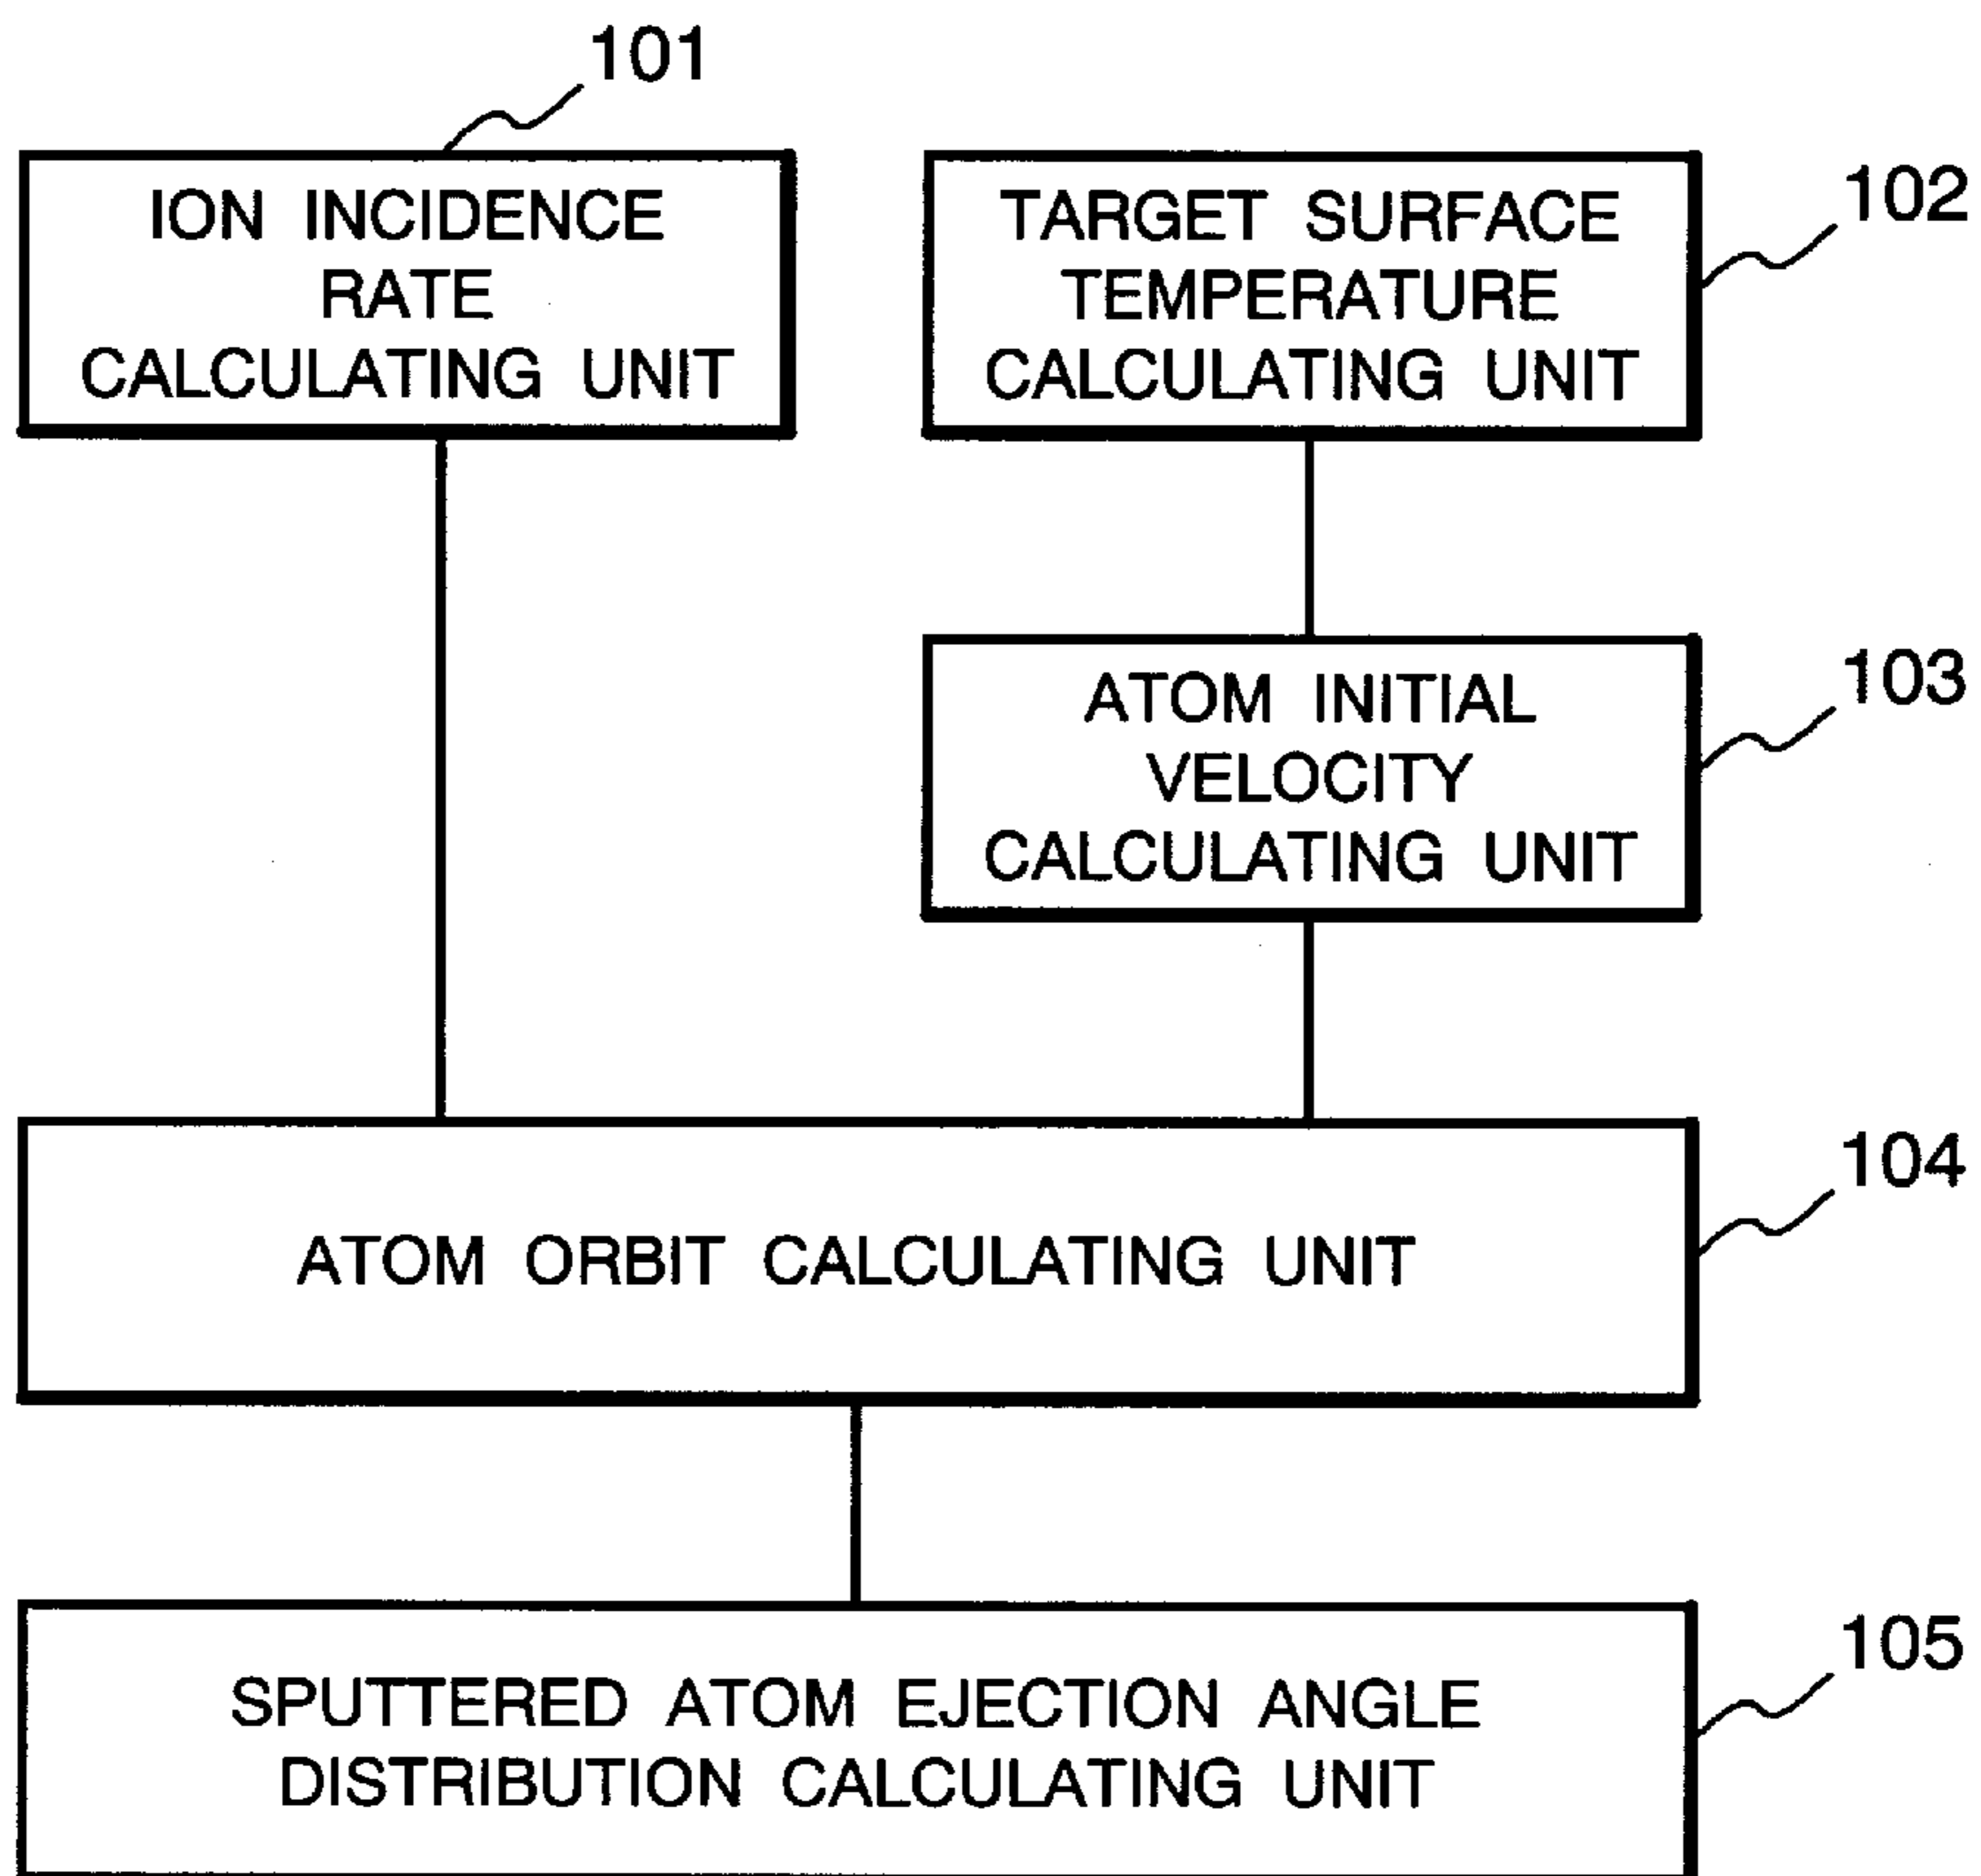 101
ION INCIDENCE
RATE
CALCULATING UNIT
TARGET SURFACE
TEMPERATURE
CALCULATING UNIT
102
ATOM INITIAL
VELOCITY
CALCULATING UNIT
103
ATOM ORBIT CALCULATING UNIT
104
SPUTTERED ATOM EJECTION ANGLE
DISTRIBUTION CALCULATING UNIT
105